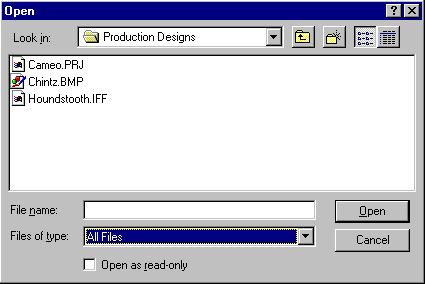 Open
Look in: Production Designs
Cameo.PRJ
Chintz.BMP
Houndstooth.IFF
File name: Open
Files of type: All Files Cancel
Open as read-only